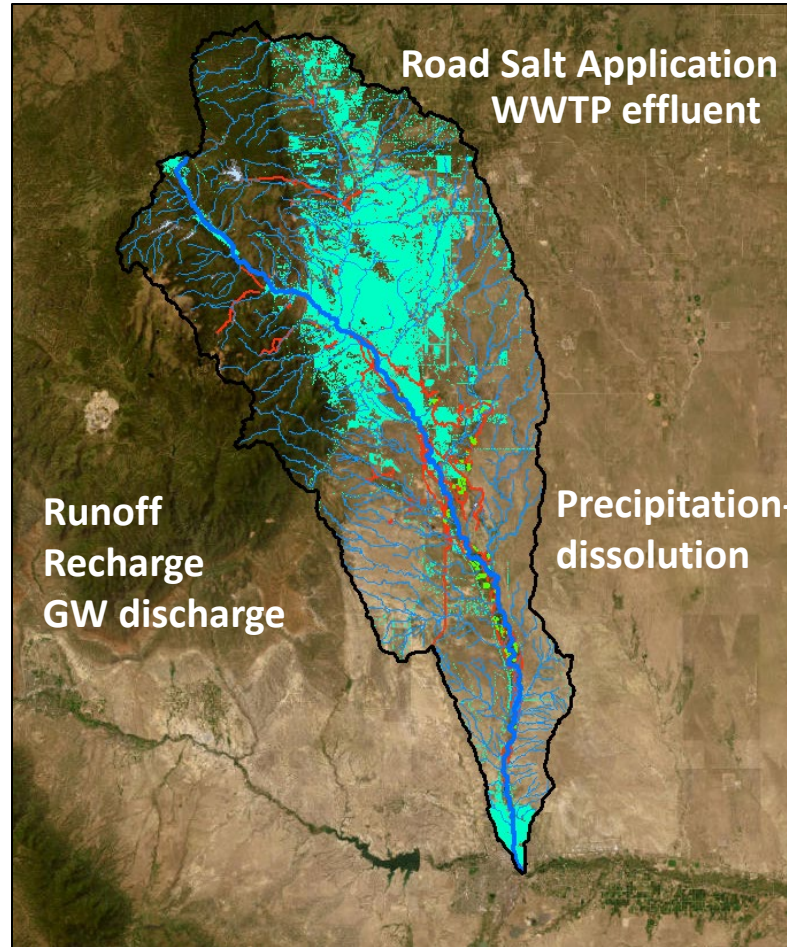 Road Salt Application
WWTP effluent
Runoff
Recharge
GW discharge
Precipitation-
dissolution